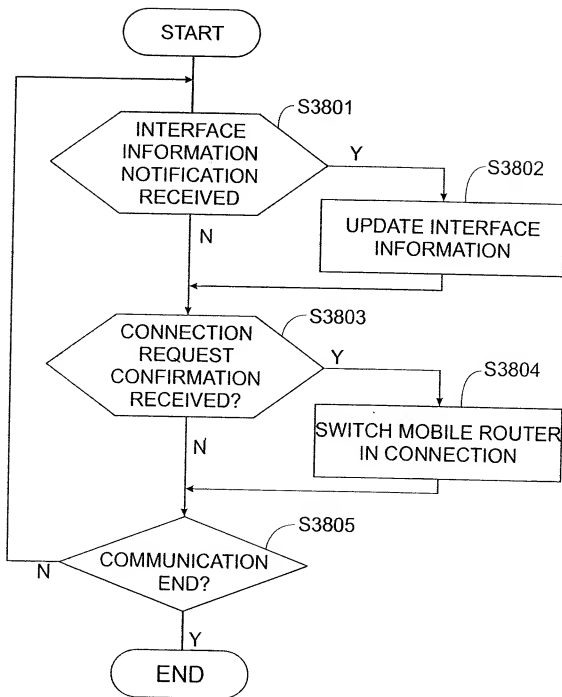 START
S3801
INTERFACE
INFORMATION
NOTIFICATION
RECEIVED
Y
S3802
UPDATE INTERFACE
INFORMATION
N
S3803
CONNECTION
REQUEST
CONFIRMATION
RECEIVED?
Y
S3804
SWITCH MOBILE ROUTER
IN CONNECTION
N
S3805
COMMUNICATION
END?
N
Y
END